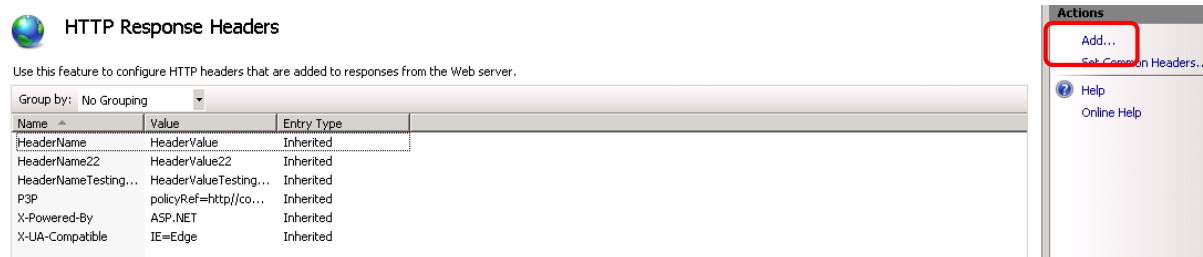 HTTP Response Headers
Use this feature to configure HTTP headers that are added to responses from the Web server.
Group by: No Grouping
Name Value Entry Type
HeaderName HeaderValue Inherited
HeaderName22 HeaderValue22 Inherited
HeaderNameTesting... HeaderValueTesting... Inherited
P3P policyRef=http//co... Inherited
X-Powered-By ASP.NET Inherited
X-UA-Compatible IE=Edge Inherited
Actions
Add...
Set Common Headers..
Help
Online Help